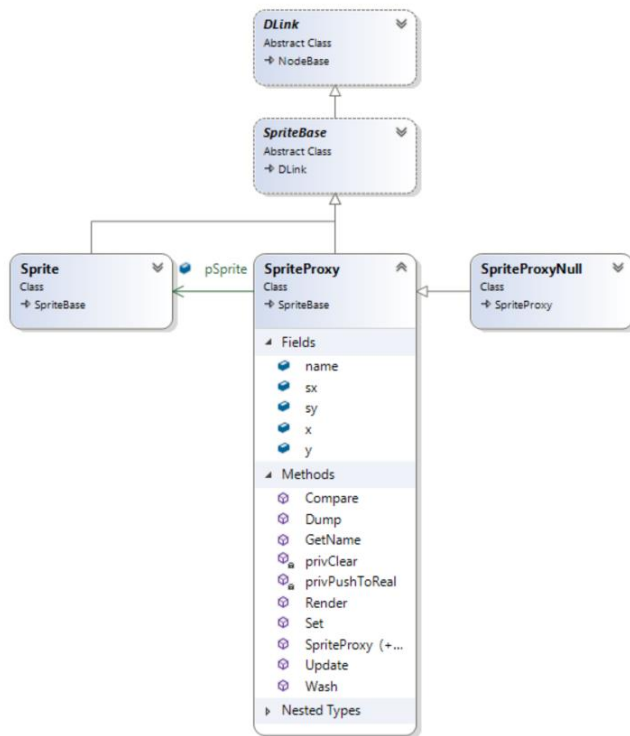 DLink
Abstract Class
NodeBase
SpriteBase
Abstract Class
DLink
Sprite
Class
SpriteBase
pSprite
SpriteProxy
Class
SpriteBase
Fields
name
sx
sy
x
y
Methods
Compare
Dump
GetName
privClear
privPushToReal
Render
Set
SpriteProxy (+...
Update
Wash
Nested Types
SpriteProxyNull
Class
SpriteProxy